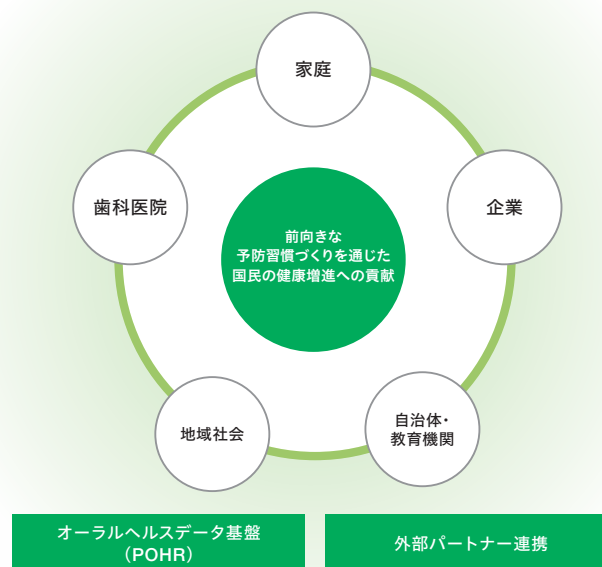 家庭
歯科医院
企業
前向きな
予防習慣づくりを通じた
国民の健康増進への貢献
地域社会
自治体・
教育機関
オーラルヘルスデータ基盤
（POHR）
外部パートナー連携